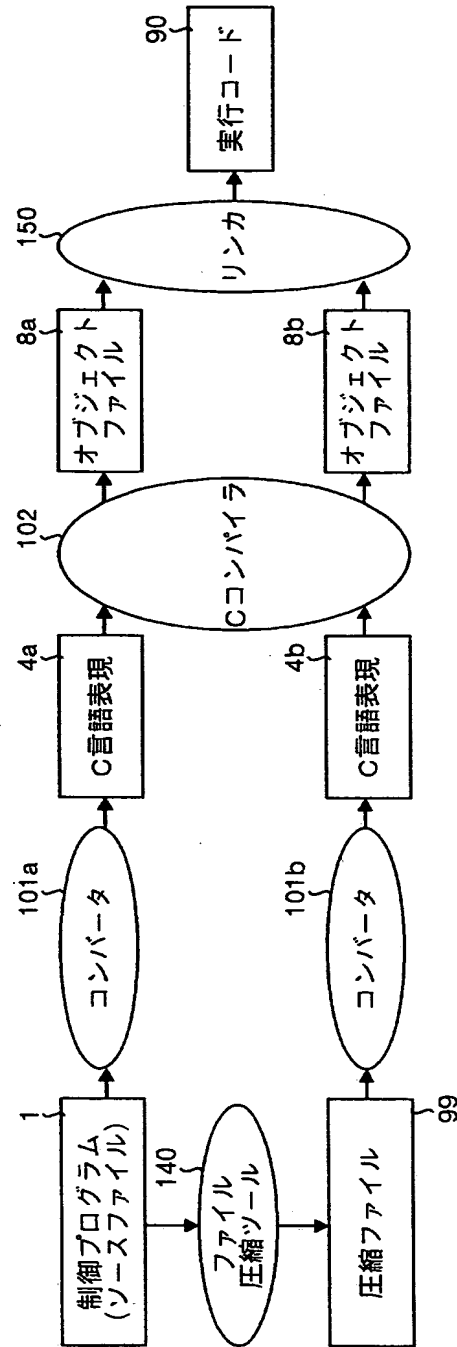 1
制御プログラム
(ソースファイル)
101a
コンバータ
4a
C言語表現
102
Cコンパイラ
8a
オブジェクト
ファイル
150
リンカ
90
実行コード
140
ファイル
圧縮ツール
99
圧縮ファイル
101b
コンバータ
4b
C言語表現
8b
オブジェクト
ファイル